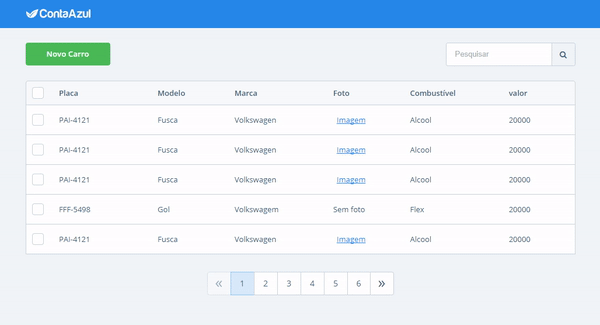 ContaAzul
Novo Carro
Pesquisar
Placa Modelo Marca Foto Combustível valor
PAI-4121 Fusca Volkswagen Imagem Alcool 20000
PAI-4121 Fusca Volkswagen Imagem Alcool 20000
PAI-4121 Fusca Volkswagen Imagem Alcool 20000
FFF-5498 Gol Volkswagem Sem foto Flex 20000
PAI-4121 Fusca Volkswagen Imagem Alcool 20000
« 1 2 3 4 5 6 »